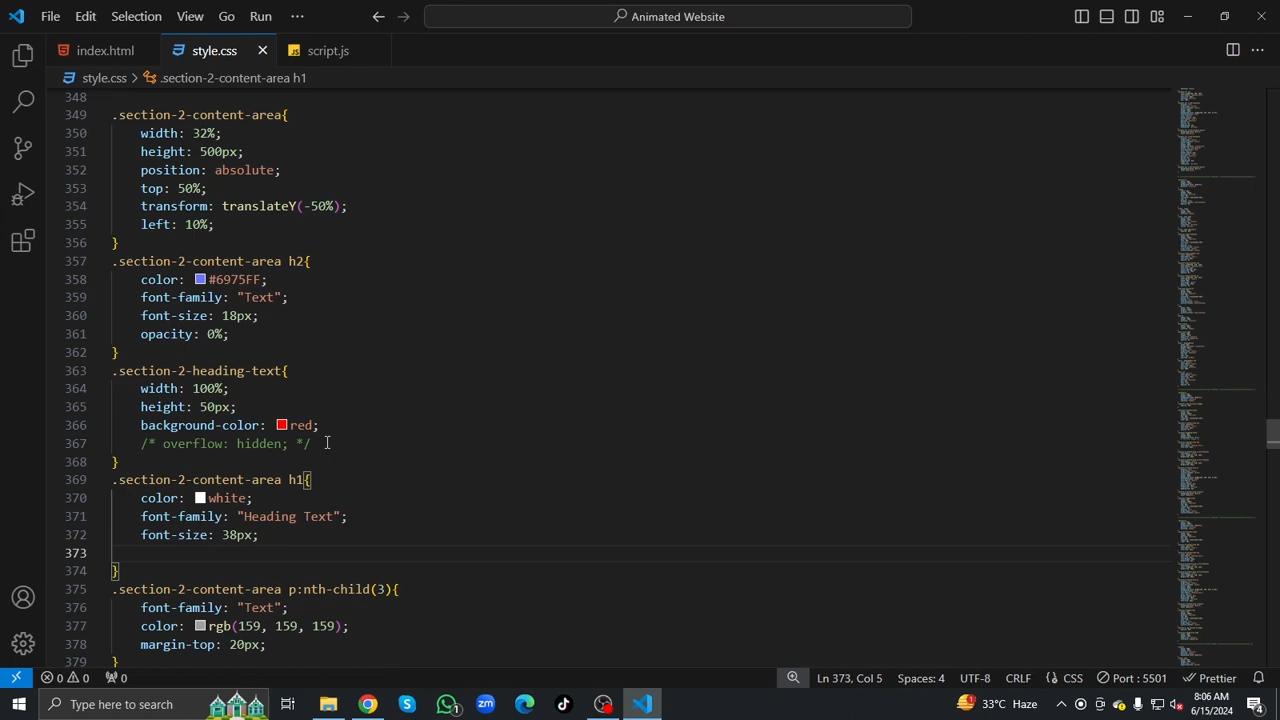 File Edit Selection View Go Run ··· Animated Website
index.html style.css script.js
style.css > .section-2-content-area h1
348
349 .section-2-content-area{
350 width: 32%;
351 height: 500px;
352 position: absolute;
353 top: 50%;
354 transform: translateY(-50%);
355 left: 10%;
356 }
357 .section-2-content-area h2{
358 color: #6975FF;
359 font-family: "Text";
360 font-size: 18px;
361 opacity: 0%;
362 }
363 .section-2-heading-text{
364 width: 100%;
365 height: 50px;
366 background-color: red;
367 /* overflow: hidden; */
368 }
369 .section-2-content-area h1{
370 color: white;
371 font-family: "Heading Text";
372 font-size: 38px;
373
374 }
375 .section-2-content-area p:nth-child(3){
376 font-family: "Text";
377 color: rgb(159, 159, 159);
378 margin-top: 20px;
379 }
0 0 0 Ln 373, Col 5 Spaces: 4 UTF-8 CRLF CSS Port : 5501 Prettier
Type here to search 1 33°C Haze 8:06 AM
6/15/2024